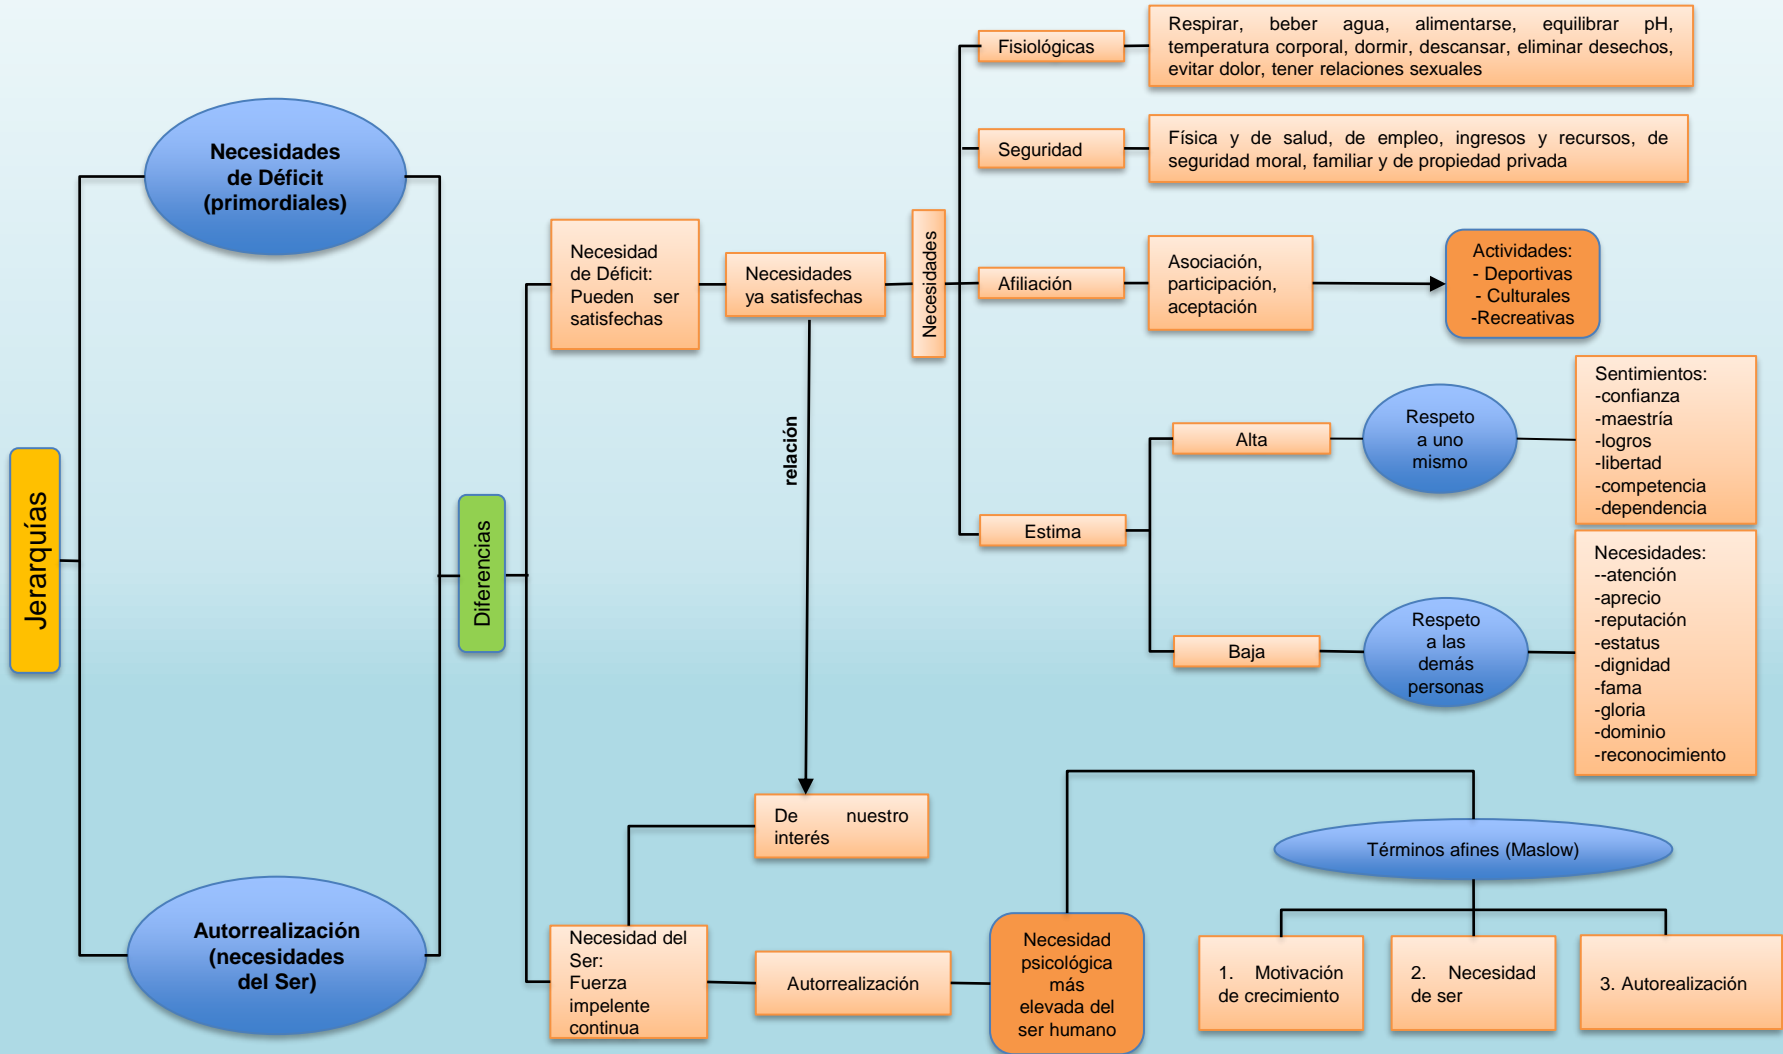 Jerarquías
Necesidades
de Déficit
(primordiales)
Autorrealización
(necesidades
del Ser)
Diferencias
Necesidad
de Déficit:
Pueden ser
satisfechas
Necesidades
ya satisfechas
relación
De nuestro
interés
Necesidad del
Ser:
Fuerza
impelente
continua
Autorrealización
Necesidad
psicológica
más
elevada del
ser humano
Necesidades
Fisiológicas
Respirar, beber agua, alimentarse, equilibrar pH,
temperatura corporal, dormir, descansar, eliminar desechos,
evitar dolor, tener relaciones sexuales
Seguridad
Física y de salud, de empleo, ingresos y recursos, de
seguridad moral, familiar y de propiedad privada
Afiliación
Asociación,
participación,
aceptación
Actividades:
- Deportivas
- Culturales
-Recreativas
Estima
Alta
Respeto
a uno
mismo
Sentimientos:
-confianza
-maestría
-logros
-libertad
-competencia
-dependencia
Baja
Respeto
a las
demás
personas
Necesidades:
--atención
-aprecio
-reputación
-estatus
-dignidad
-fama
-gloria
-dominio
-reconocimiento
Términos afines (Maslow)
1. Motivación
de crecimiento
2. Necesidad
de ser
3. Autorealización